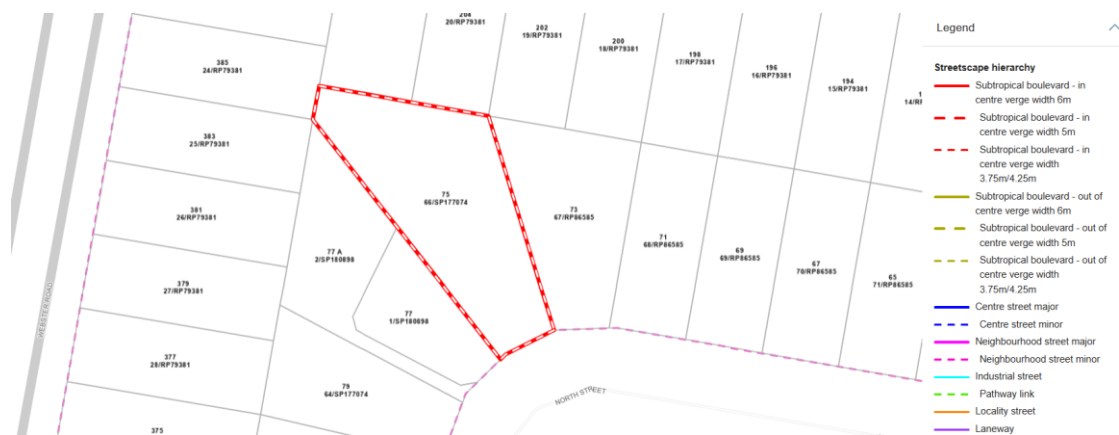 204
20/RP79381
202
19/RP79381
200
18/RP79381
198
17/RP79381
196
16/RP79381
194
15/RP79381
385
24/RP79381
383
25/RP79381
381
26/RP79381
379
27/RP79381
377
28/RP79381
375
75
66/SP177074
73
67/RP86585
71
68/RP86585
69
69/RP86585
67
70/RP86585
65
71/RP86585
77 A
2/SP180898
77
1/SP180898
79
64/SP177074
WEBSTER ROAD
NORTH STREET
Legend
Streetscape hierarchy
Subtropical boulevard - in
centre verge width 6m
Subtropical boulevard - in
centre verge width 5m
Subtropical boulevard - in
centre verge width
3.75m/4.25m
Subtropical boulevard - out of
centre verge width 6m
Subtropical boulevard - out of
centre verge width 5m
Subtropical boulevard - out of
centre verge width
3.75m/4.25m
Centre street major
Centre street minor
Neighbourhood street major
Neighbourhood street minor
Industrial street
Pathway link
Locality street
Laneway